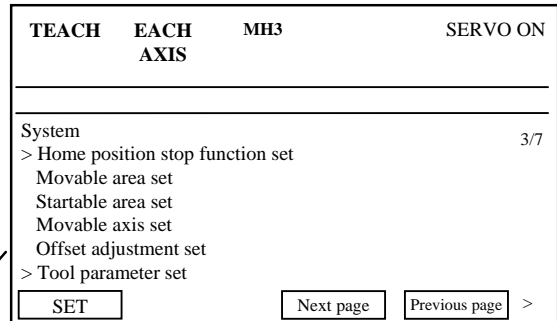 TEACH EACH AXIS MH3 SERVO ON
System
3/7
> Home position stop function set
Movable area set
Startable area set
Movable axis set
Offset adjustment set
> Tool parameter set
SET Next page Previous page >